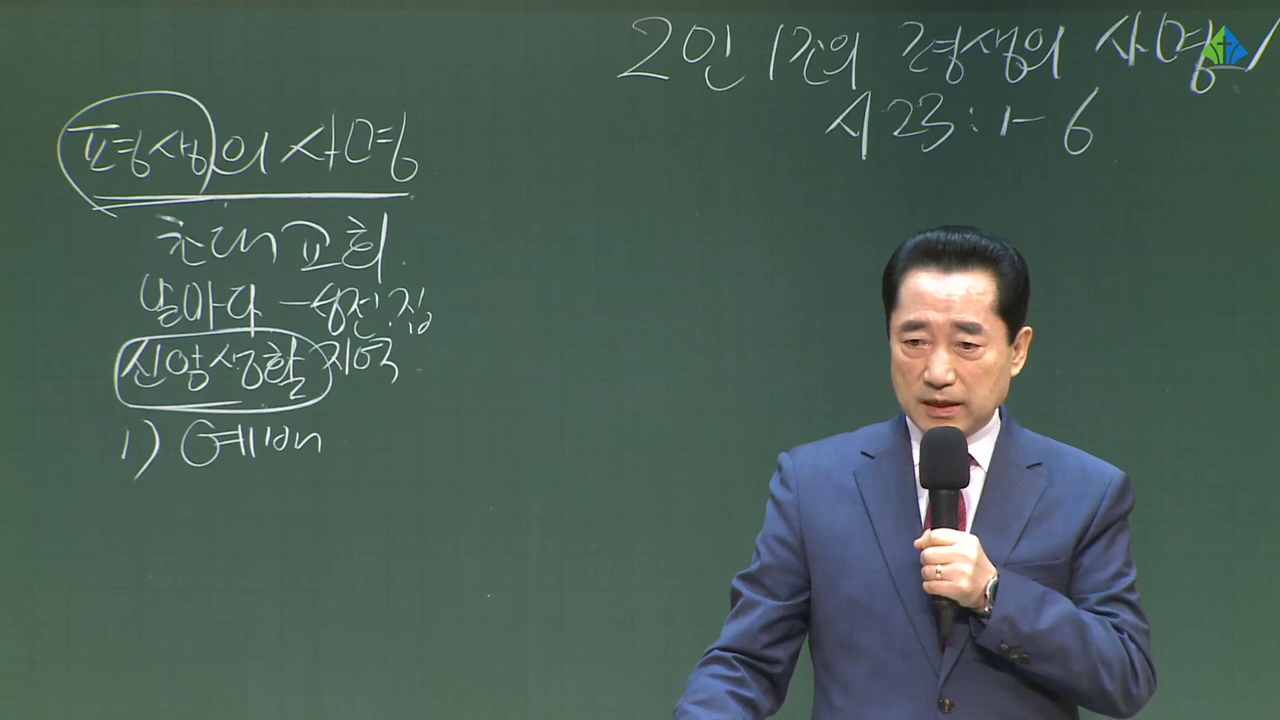 2인 1조의 평생의 사명
시 23:1-6
평생의 사명
초대교회
날마다 - 성전.집
신앙생활 지역
1) 예배